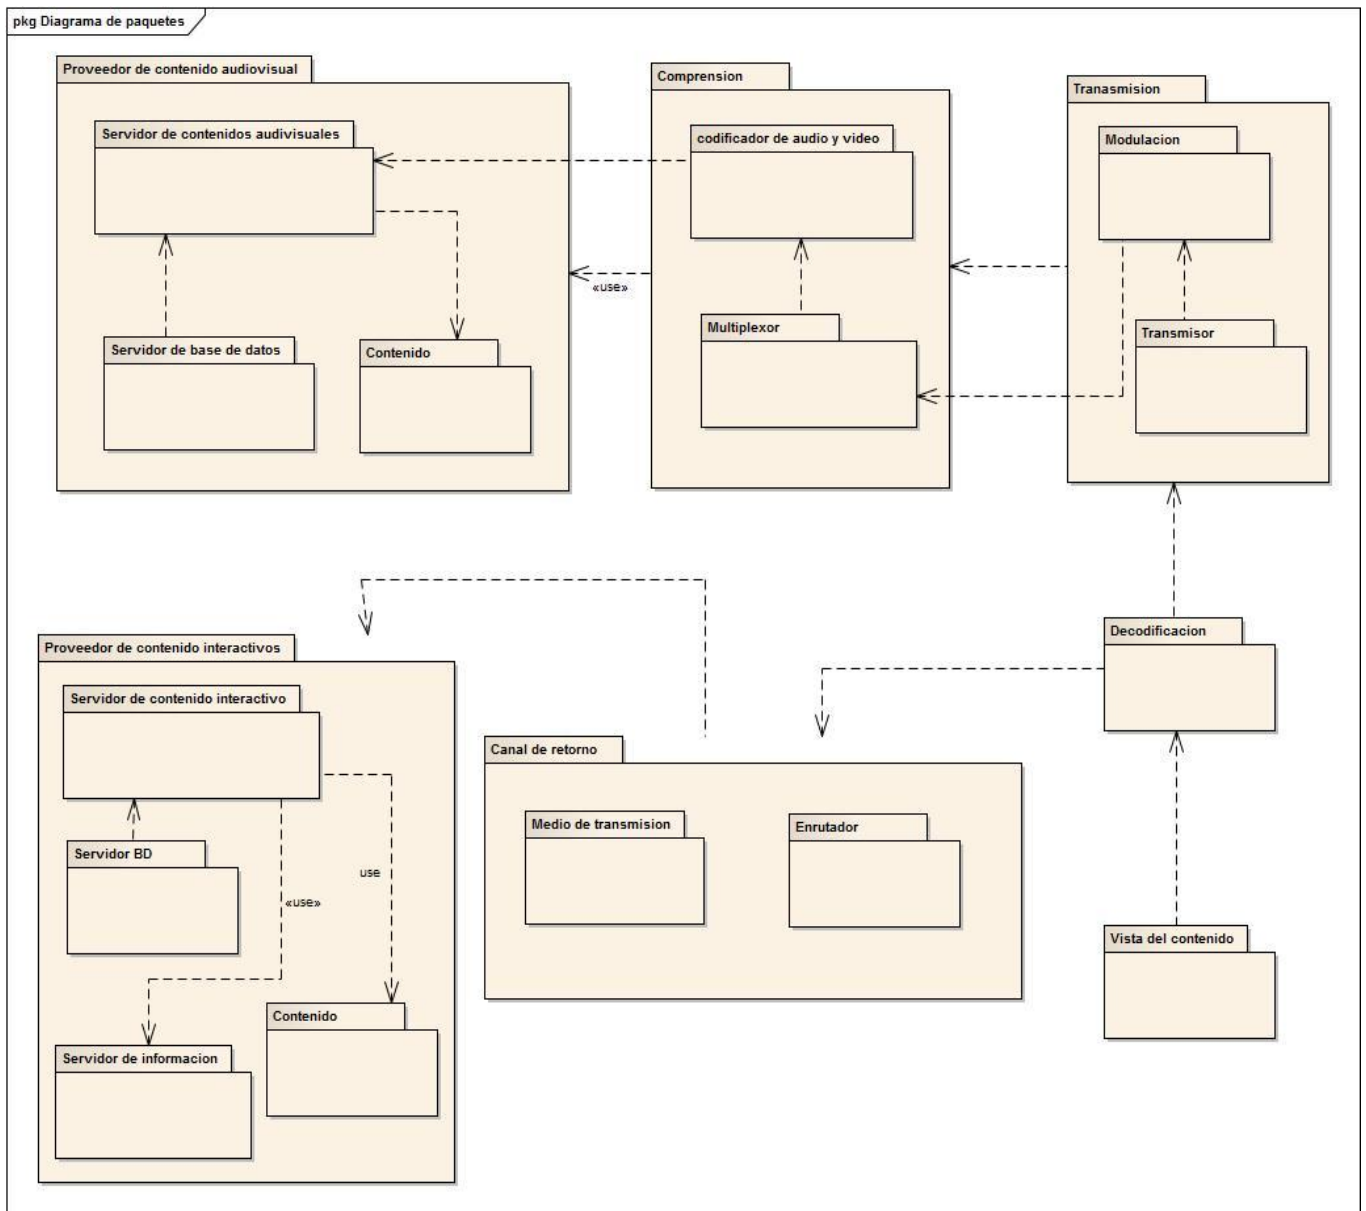 pkg Diagrama de paquetes
Proveedor de contenido audiovisual
Servidor de contenidos audivisuales
Servidor de base de datos
Contenido
«use»
Comprension
codificador de audio y video
Multiplexor
Tranasmision
Modulacion
Transmisor
Proveedor de contenido interactivos
Servidor de contenido interactivo
Servidor BD
use
«use»
Contenido
Servidor de informacion
Canal de retorno
Medio de transmision
Enrutador
Decodificacion
Vista del contenido